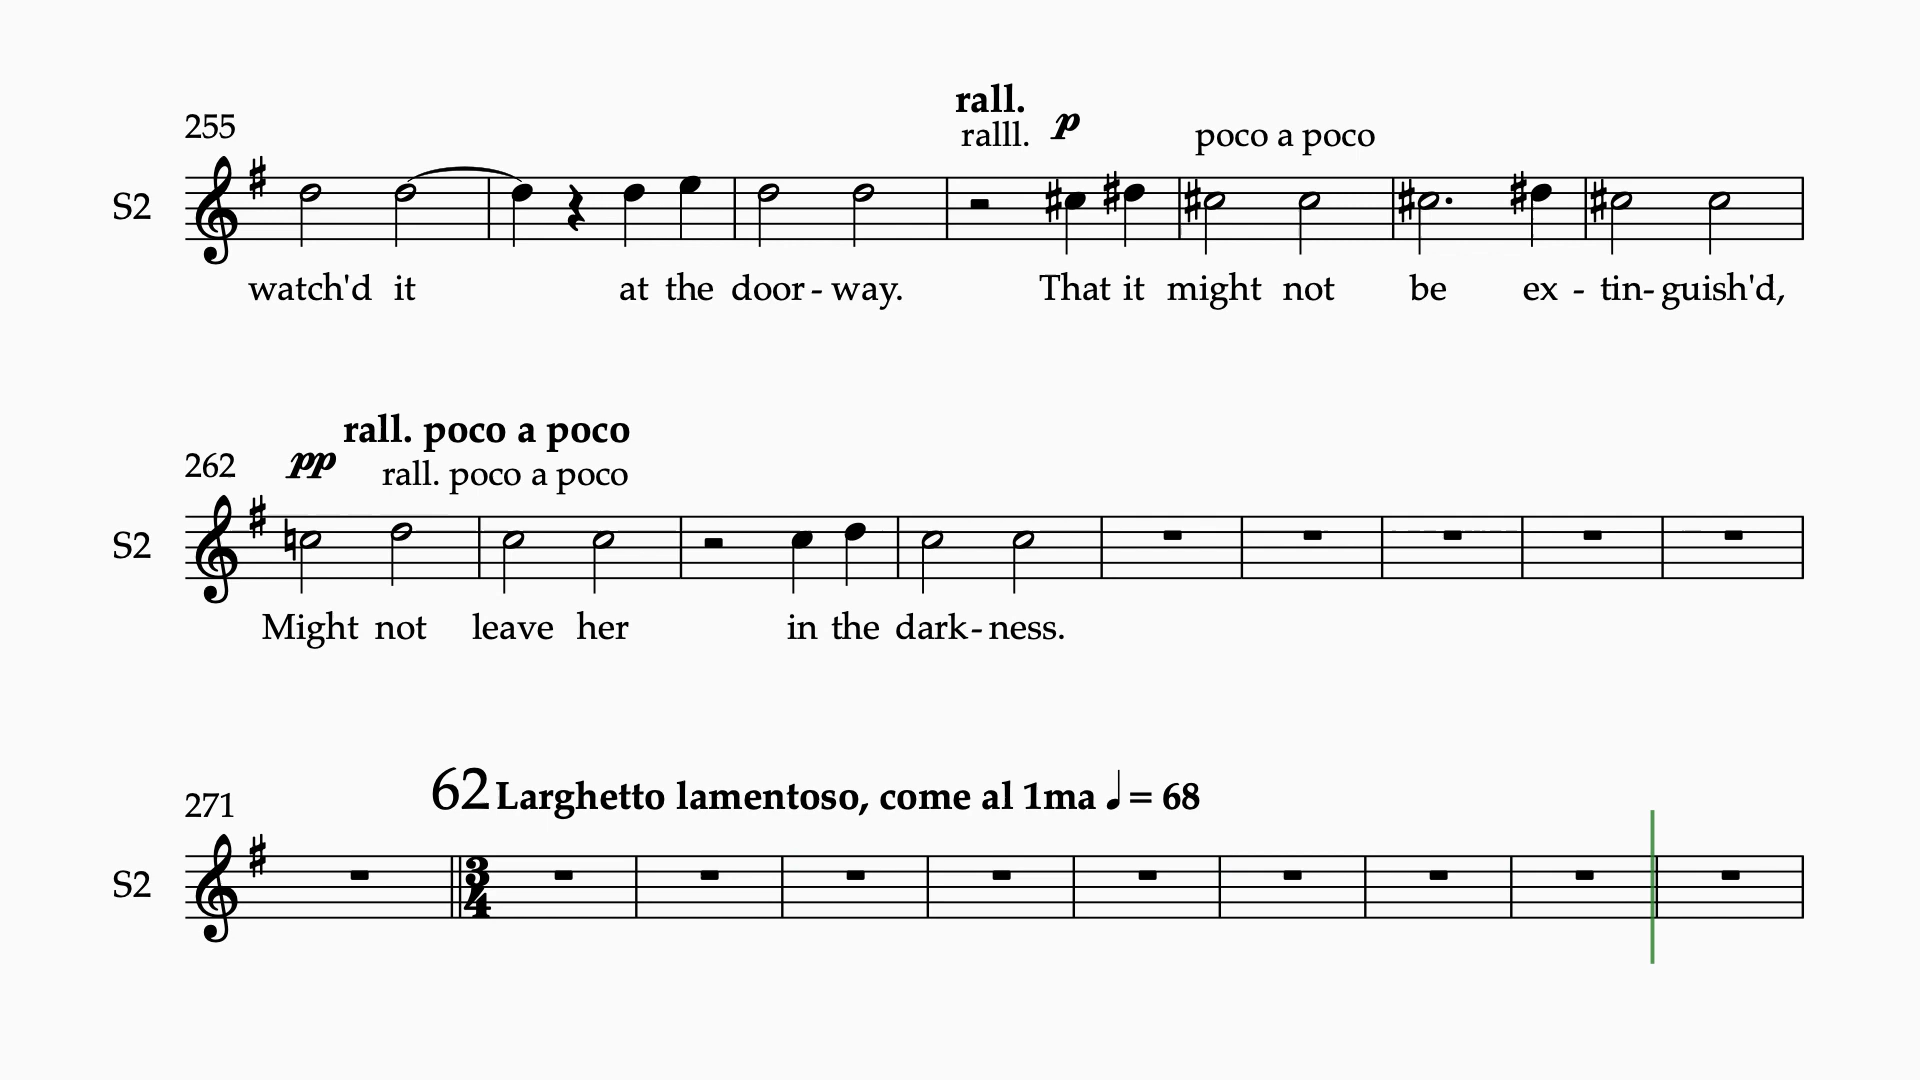 rall.
255 ralll. p poco a poco
S2
watch'd it at the door - way. That it might not be ex - tin - guish'd,
rall. poco a poco
262 pp rall. poco a poco
S2
Might not leave her in the dark - ness.
271 62 Larghetto lamentoso, come al 1ma ♩ = 68
S2 3/4